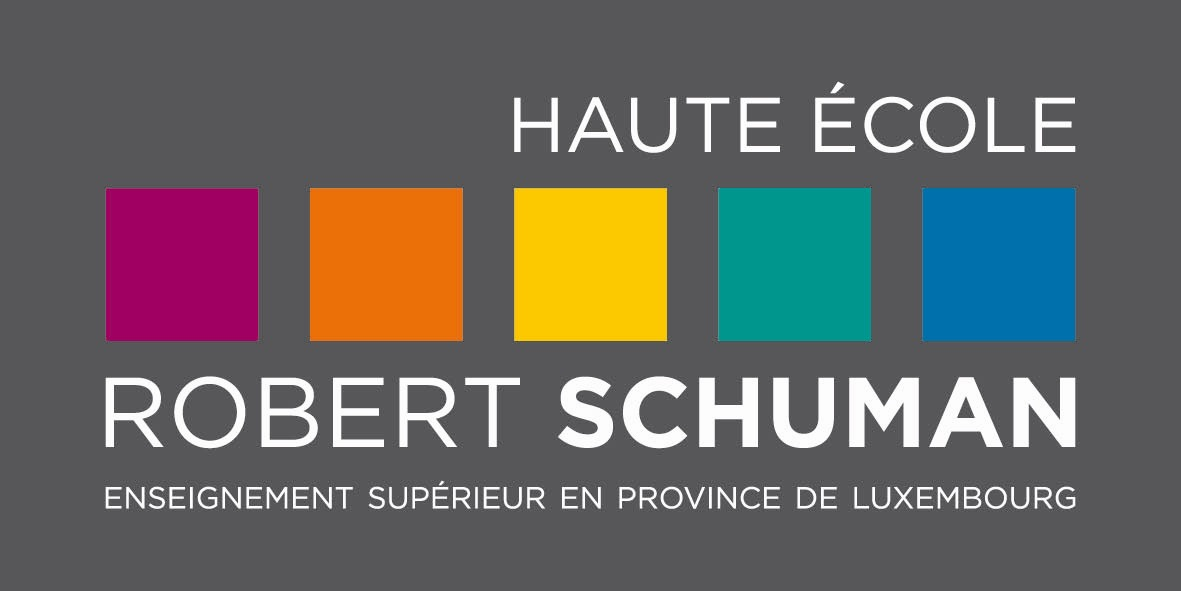 HAUTE ÉCOLE
ROBERT SCHUMAN
ENSEIGNEMENT SUPÉRIEUR EN PROVINCE DE LUXEMBOURG